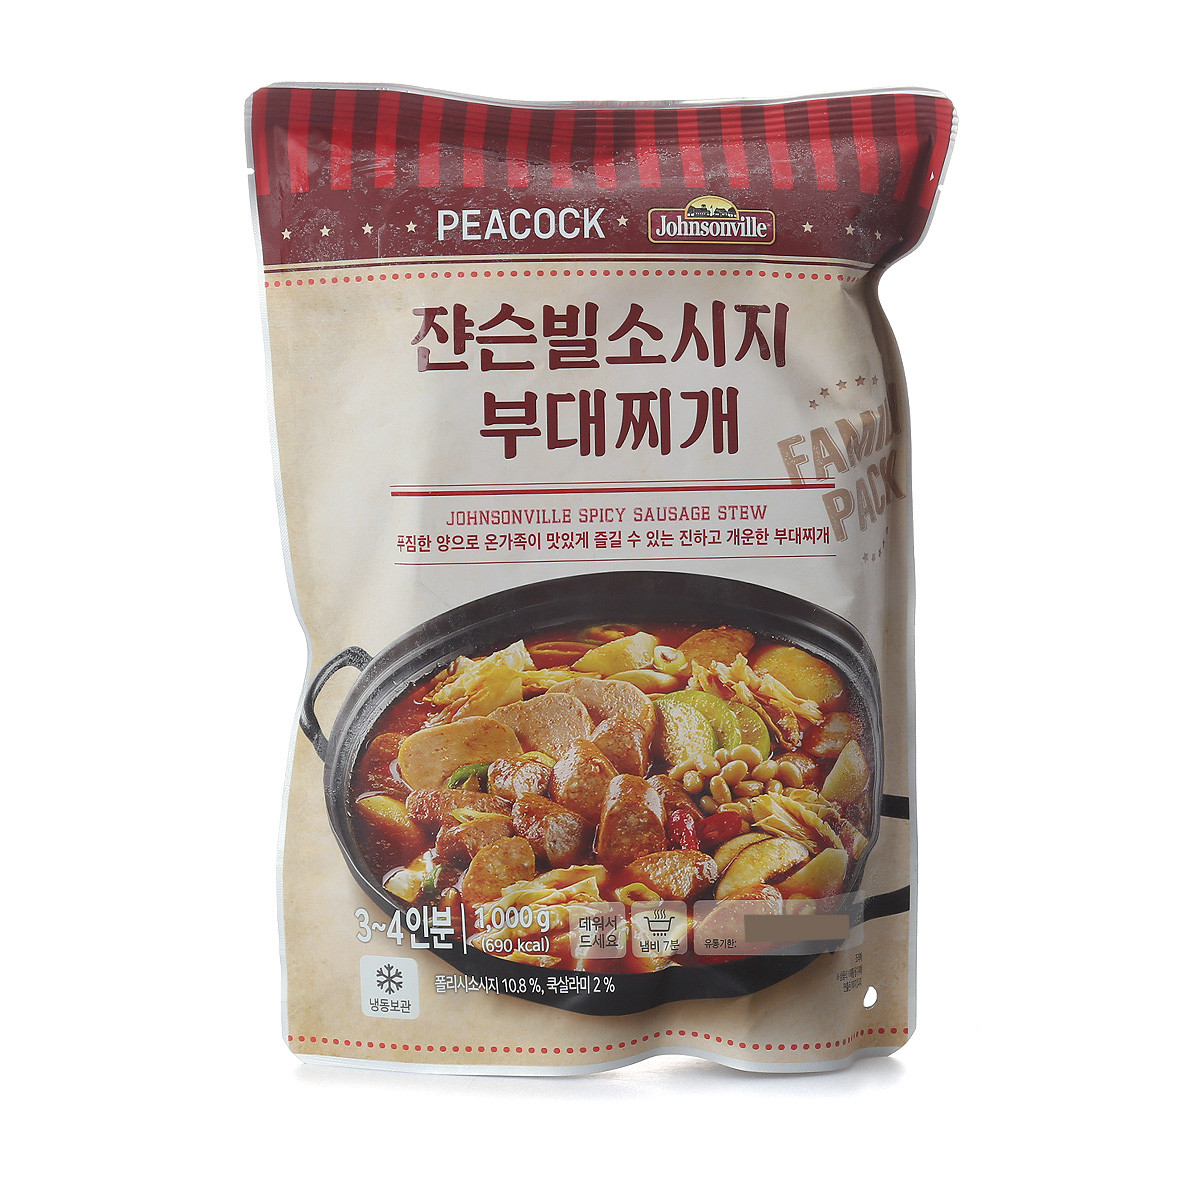 PEACOCK
Johnsonville
쟌슨빌소시지
부대찌개
FAMILY
PACK
JOHNSONVILLE SPICY SAUSAGE STEW
푸짐한 양으로 온가족이 맛있게 즐길 수 있는 진하고 개운한 부대찌개
3~4인분 1,000g
(690 kcal)
데워서
드세요
냄비 7분
유통기한:
냉동보관
폴리시소시지 10.8 %, 쿡살라미 2 %